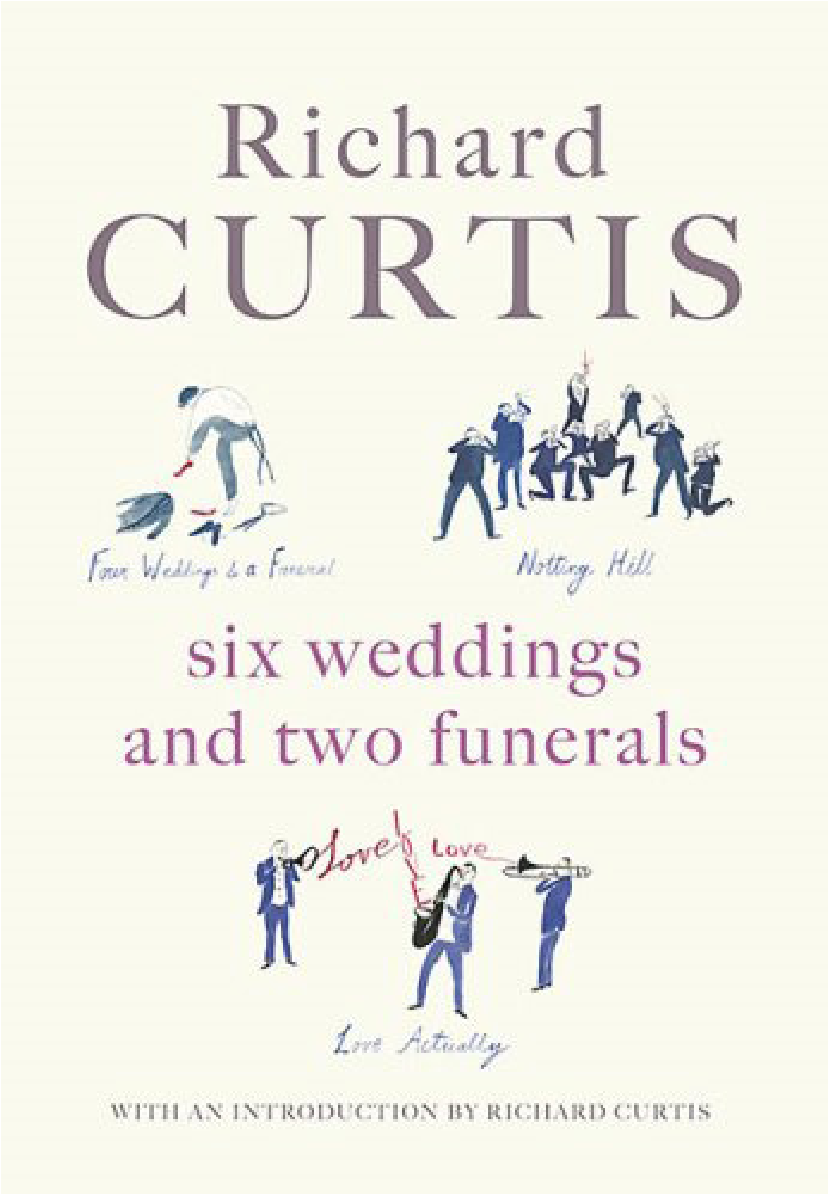 Richard
CURTIS
Four Weddings & a Funeral
Notting Hill
six weddings
and two funerals
Love
Love
Love Actually
WITH AN INTRODUCTION BY RICHARD CURTIS